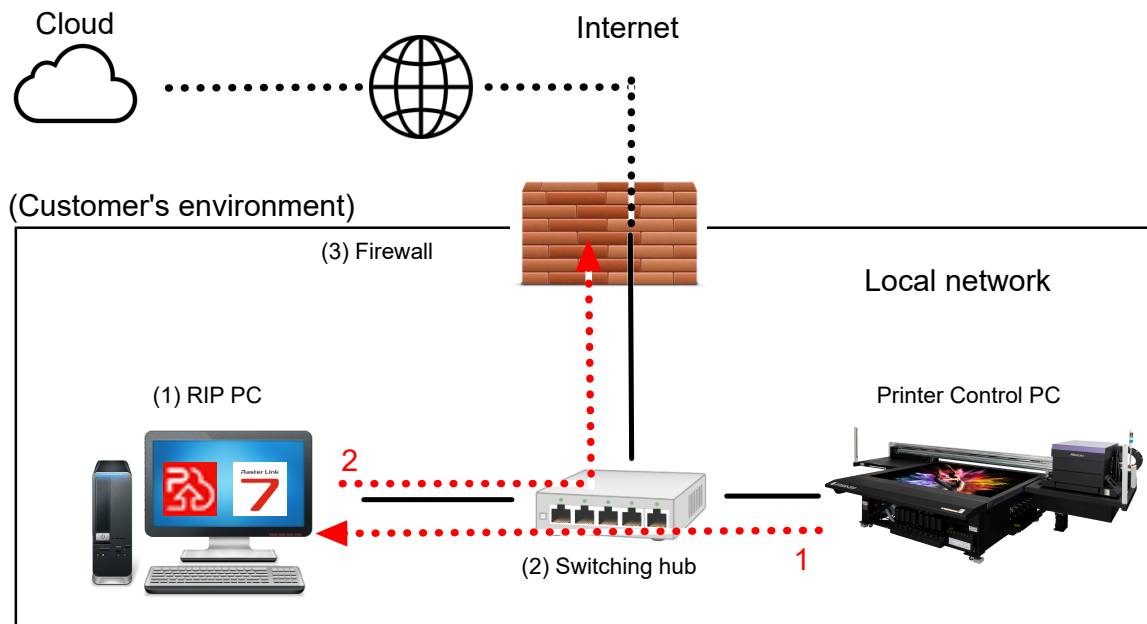 Cloud
Internet
(Customer's environment)
(3) Firewall
Local network
(1) RIP PC
Printer Control PC
Raster Link
7
2
1
(2) Switching hub